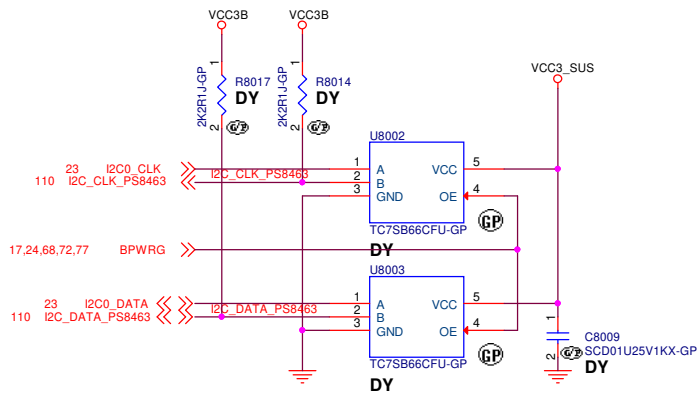 VCC3B
VCC3B
VCC3_SUS
1
1
2K2R1J-GP
R8017
DY
2K2R1J-GP
R8014
DY
2
G/P
2
G/P
U8002
23
I2C0_CLK
1
A
VCC
5
110
I2C_CLK_PS8463
I2C_CLK_PS8463
2
B
3
GND
OE
4
GP
TC7SB66CFU-GP
DY
17,24,68,72,77
BPWRG
U8003
23
I2C0_DATA
1
A
VCC
5
110
I2C_DATA_PS8463
I2C_DATA_PS8463
2
B
3
GND
OE
4
GP
TC7SB66CFU-GP
DY
1
C8009
2
G/P
SCD01U25V1KX-GP
DY